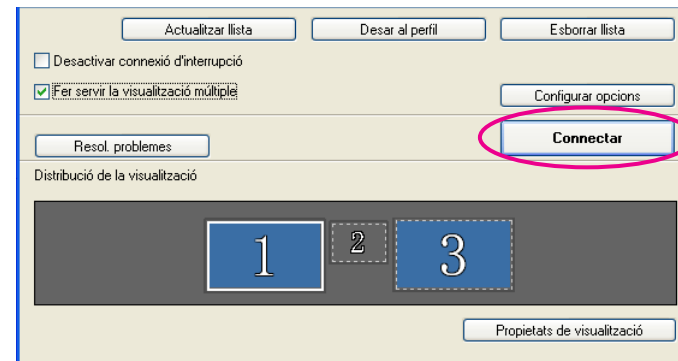 Actualitzar llista Desar al perfil Esborrar llista
Desactivar connexió d'interrupció
Fer servir la visualització múltiple Configurar opcions
Connectar
Resol. problemes
Distribució de la visualització
1 2 3
Propietats de visualització